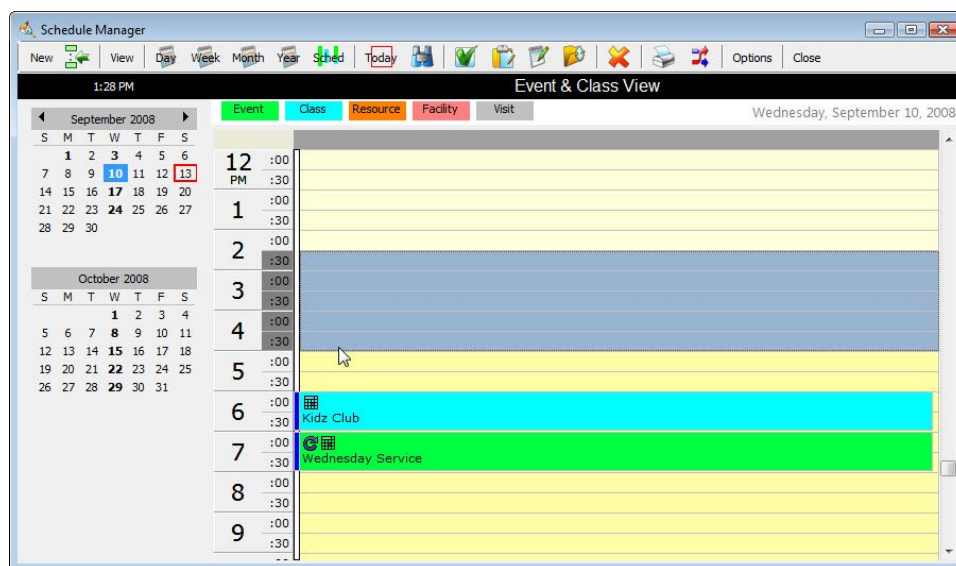 Schedule Manager
New View Day Week Month Year Sched Today Options Close
1:28 PM Event & Class View
Event Class Resource Facility Visit Wednesday, September 10, 2008
September 2008
S M T W T F S
1 2 3 4 5 6
7 8 9 10 11 12 13
14 15 16 17 18 19 20
21 22 23 24 25 26 27
28 29 30
October 2008
S M T W T F S
1 2 3 4
5 6 7 8 9 10 11
12 13 14 15 16 17 18
19 20 21 22 23 24 25
26 27 28 29 30 31
12 :00
PM :30
1 :00
:30
2 :00
:30
3 :00
:30
4 :00
:30
5 :00
:30
6 :00
:30 Kidz Club
7 :00
:30 Wednesday Service
8 :00
:30
9 :00
:30